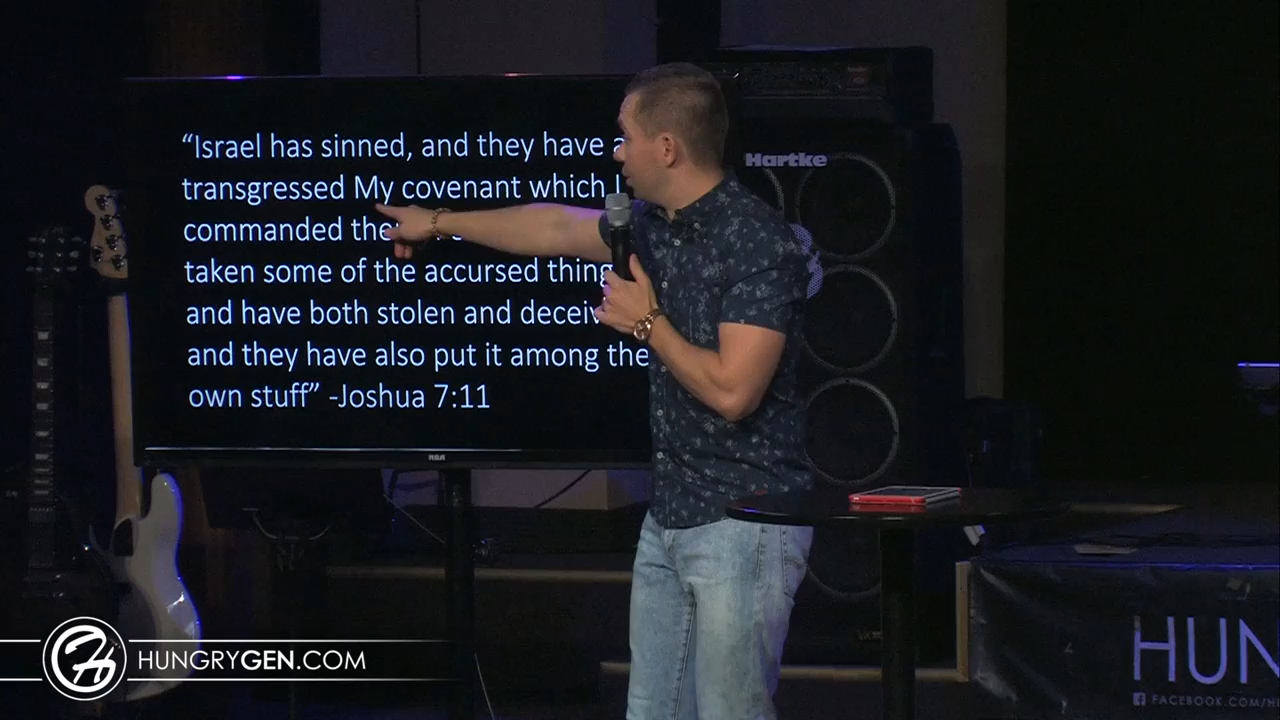 “Israel has sinned, and they have
transgressed My covenant which I
commanded
taken some of the accursed thing
and have both stolen and
and they have also put it among the
own stuff” -Joshua 7:11
RCA
Hartke
HUNGRYGEN.COM
HUN
FACEBOOK.COM/H